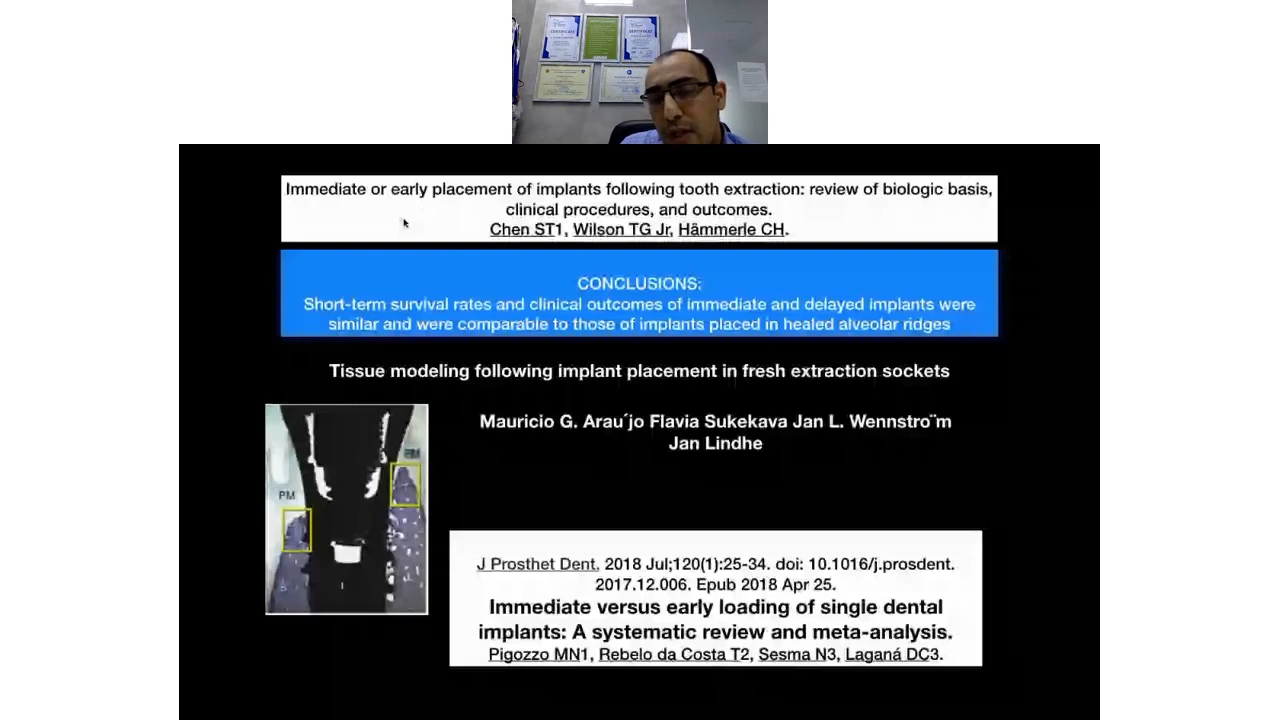 CERTIFICATE
Immediate or early placement of implants following tooth extraction: review of biologic basis,
clinical procedures, and outcomes.
Chen ST1, Wilson TG Jr, Hâmmerle CH.
CONCLUSIONS:
Short-term survival rates and clinical outcomes of immediate and delayed implants were
similar and were comparable to those of implants placed in healed alveolar ridges
Tissue modeling following implant placement in fresh extraction sockets
Mauricio G. Arau´jo Flavia Sukekava Jan L. Wennstro¨m
Jan Lindhe
PM
J Prosthet Dent. 2018 Jul;120(1):25-34. doi: 10.1016/j.prosdent.
2017.12.006. Epub 2018 Apr 25.
Immediate versus early loading of single dental
implants: A systematic review and meta-analysis.
Pigozzo MN1, Rebelo da Costa T2, Sesma N3, Laganá DC3.